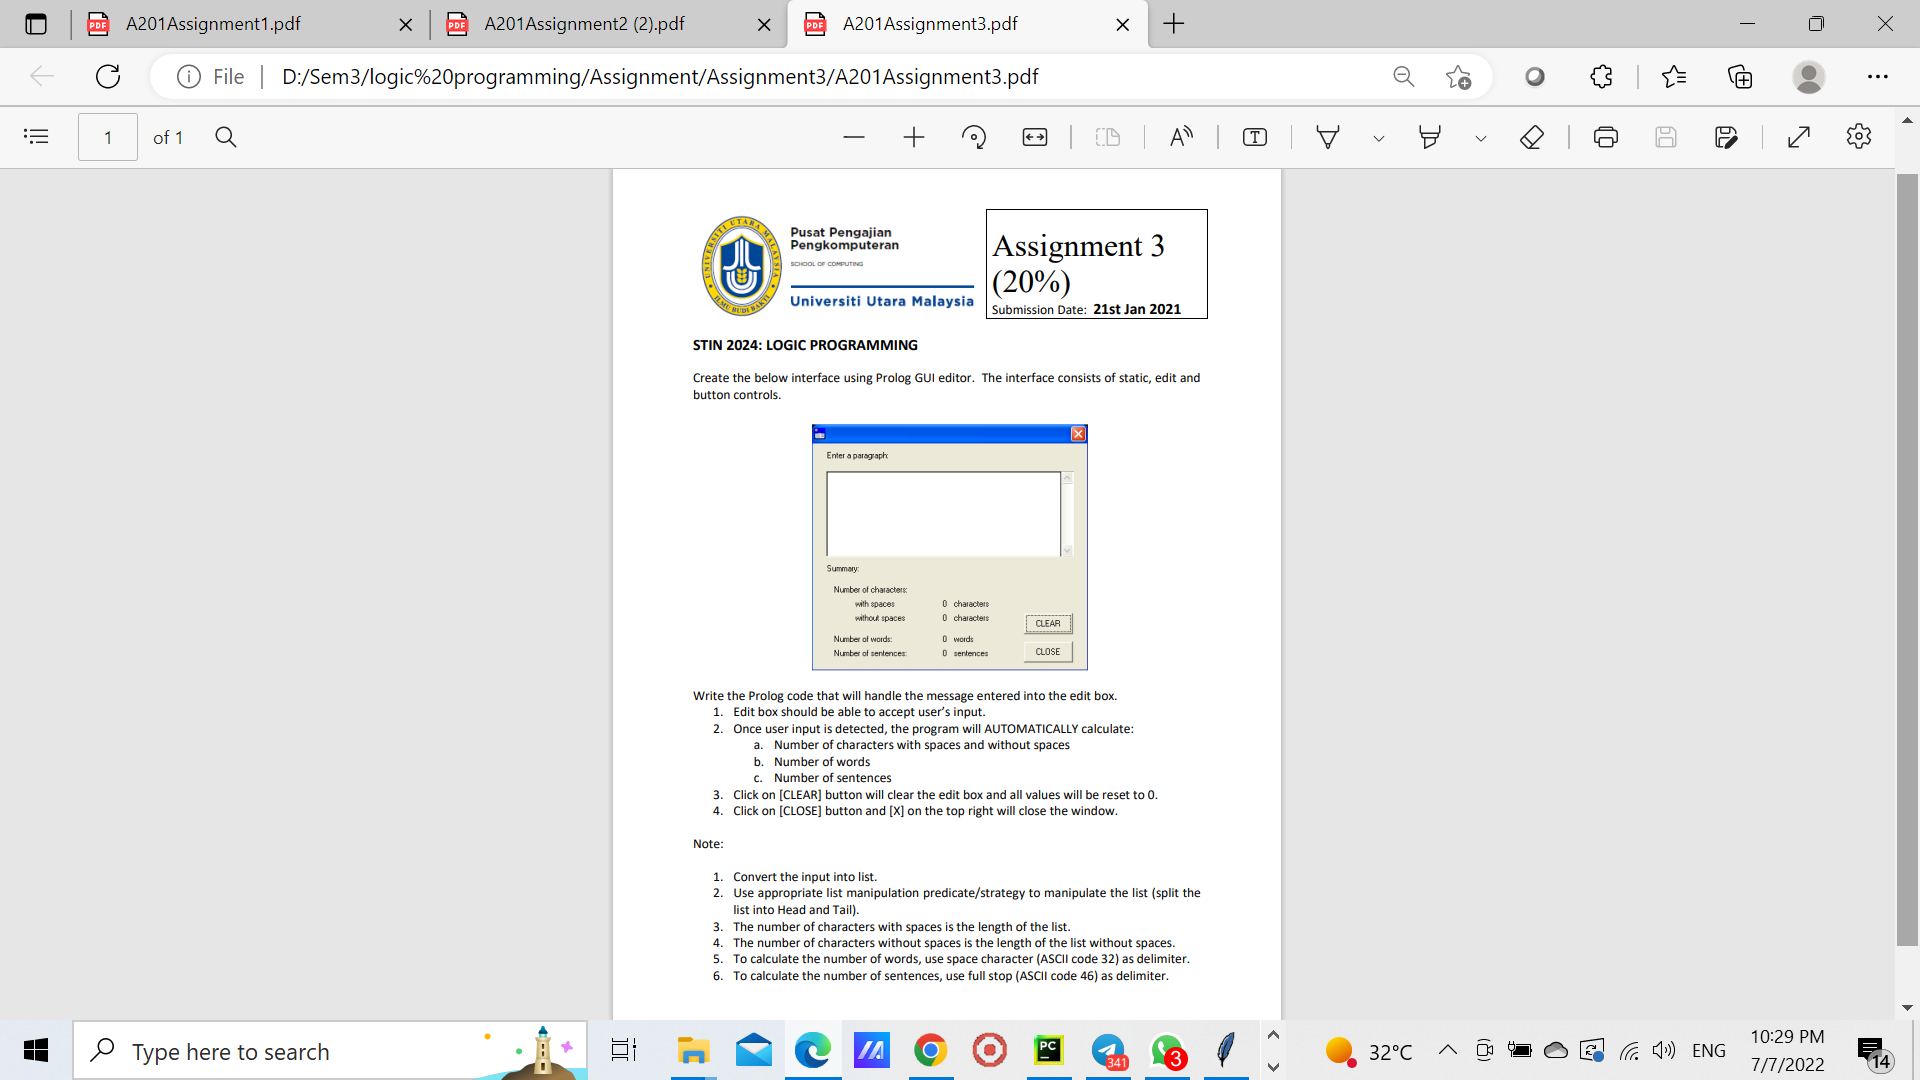 A201Assignment1.pdf
A201Assignment2 (2).pdf
A201Assignment3.pdf
File
D:/Sem3/logic%20programming/Assignment/Assignment3/A201Assignment3.pdf
1
of 1
UNIVERSITI UTARA MALAYSIA
ILMU BUDI BAKTI
Pusat Pengajian
Pengkomputeran
SCHOOL OF COMPUTING
Universiti Utara Malaysia
Assignment 3
(20%)
Submission Date: 21st Jan 2021
STIN 2024: LOGIC PROGRAMMING
Create the below interface using Prolog GUI editor. The interface consists of static, edit and
button controls.
Enter a paragraph:
Summary:
Number of characters:
with spaces 0 characters
without spaces 0 characters
CLEAR
Number of words: 0 words
Number of sentences: 0 sentences
CLOSE
Write the Prolog code that will handle the message entered into the edit box.
1. Edit box should be able to accept user's input.
2. Once user input is detected, the program will AUTOMATICALLY calculate:
a. Number of characters with spaces and without spaces
b. Number of words
c. Number of sentences
3. Click on [CLEAR] button will clear the edit box and all values will be reset to 0.
4. Click on [CLOSE] button and [X] on the top right will close the window.
Note:
1. Convert the input into list.
2. Use appropriate list manipulation predicate/strategy to manipulate the list (split the
list into Head and Tail).
3. The number of characters with spaces is the length of the list.
4. The number of characters without spaces is the length of the list without spaces.
5. To calculate the number of words, use space character (ASCII code 32) as delimiter.
6. To calculate the number of sentences, use full stop (ASCII code 46) as delimiter.
Type here to search
PC
341
3
32°C
ENG
10:29 PM
7/7/2022
14